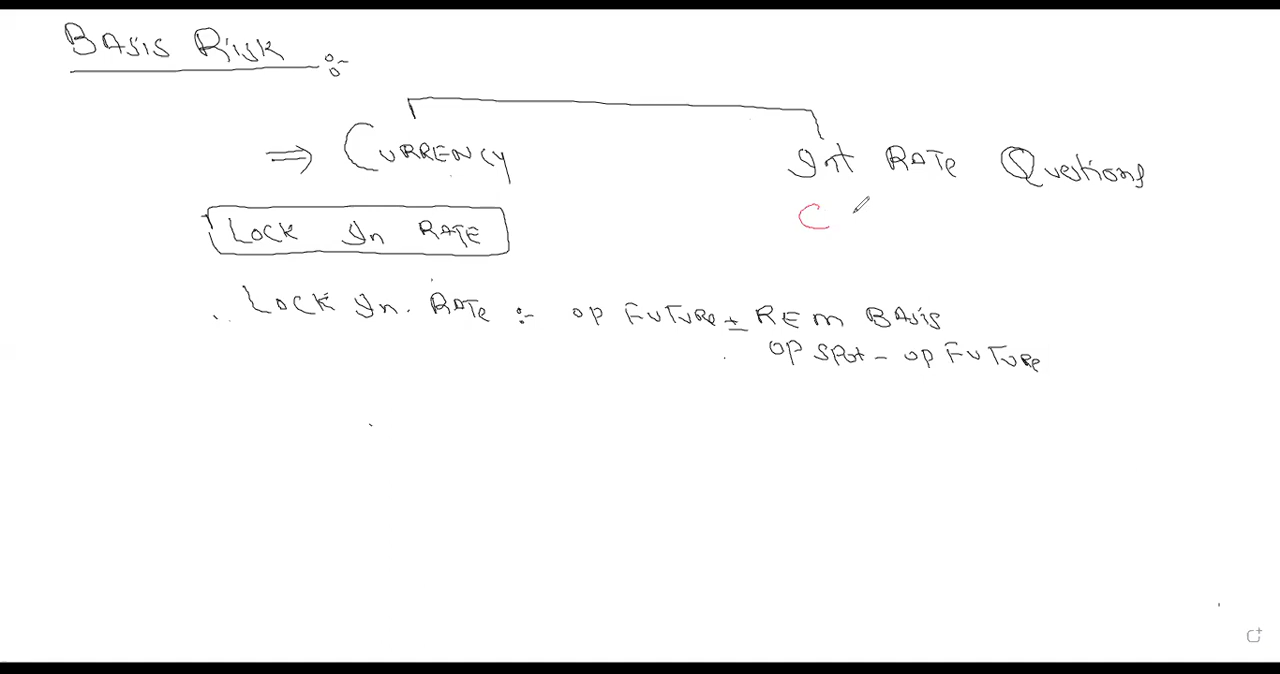 BASIS RISK :-
⇒ CURRENCY
Int RATE Questions
LOCK In RATE
C
LOCK In. RATE :- OP FUTURE ± REM BASIS
OP SPOT - OP FUTURE